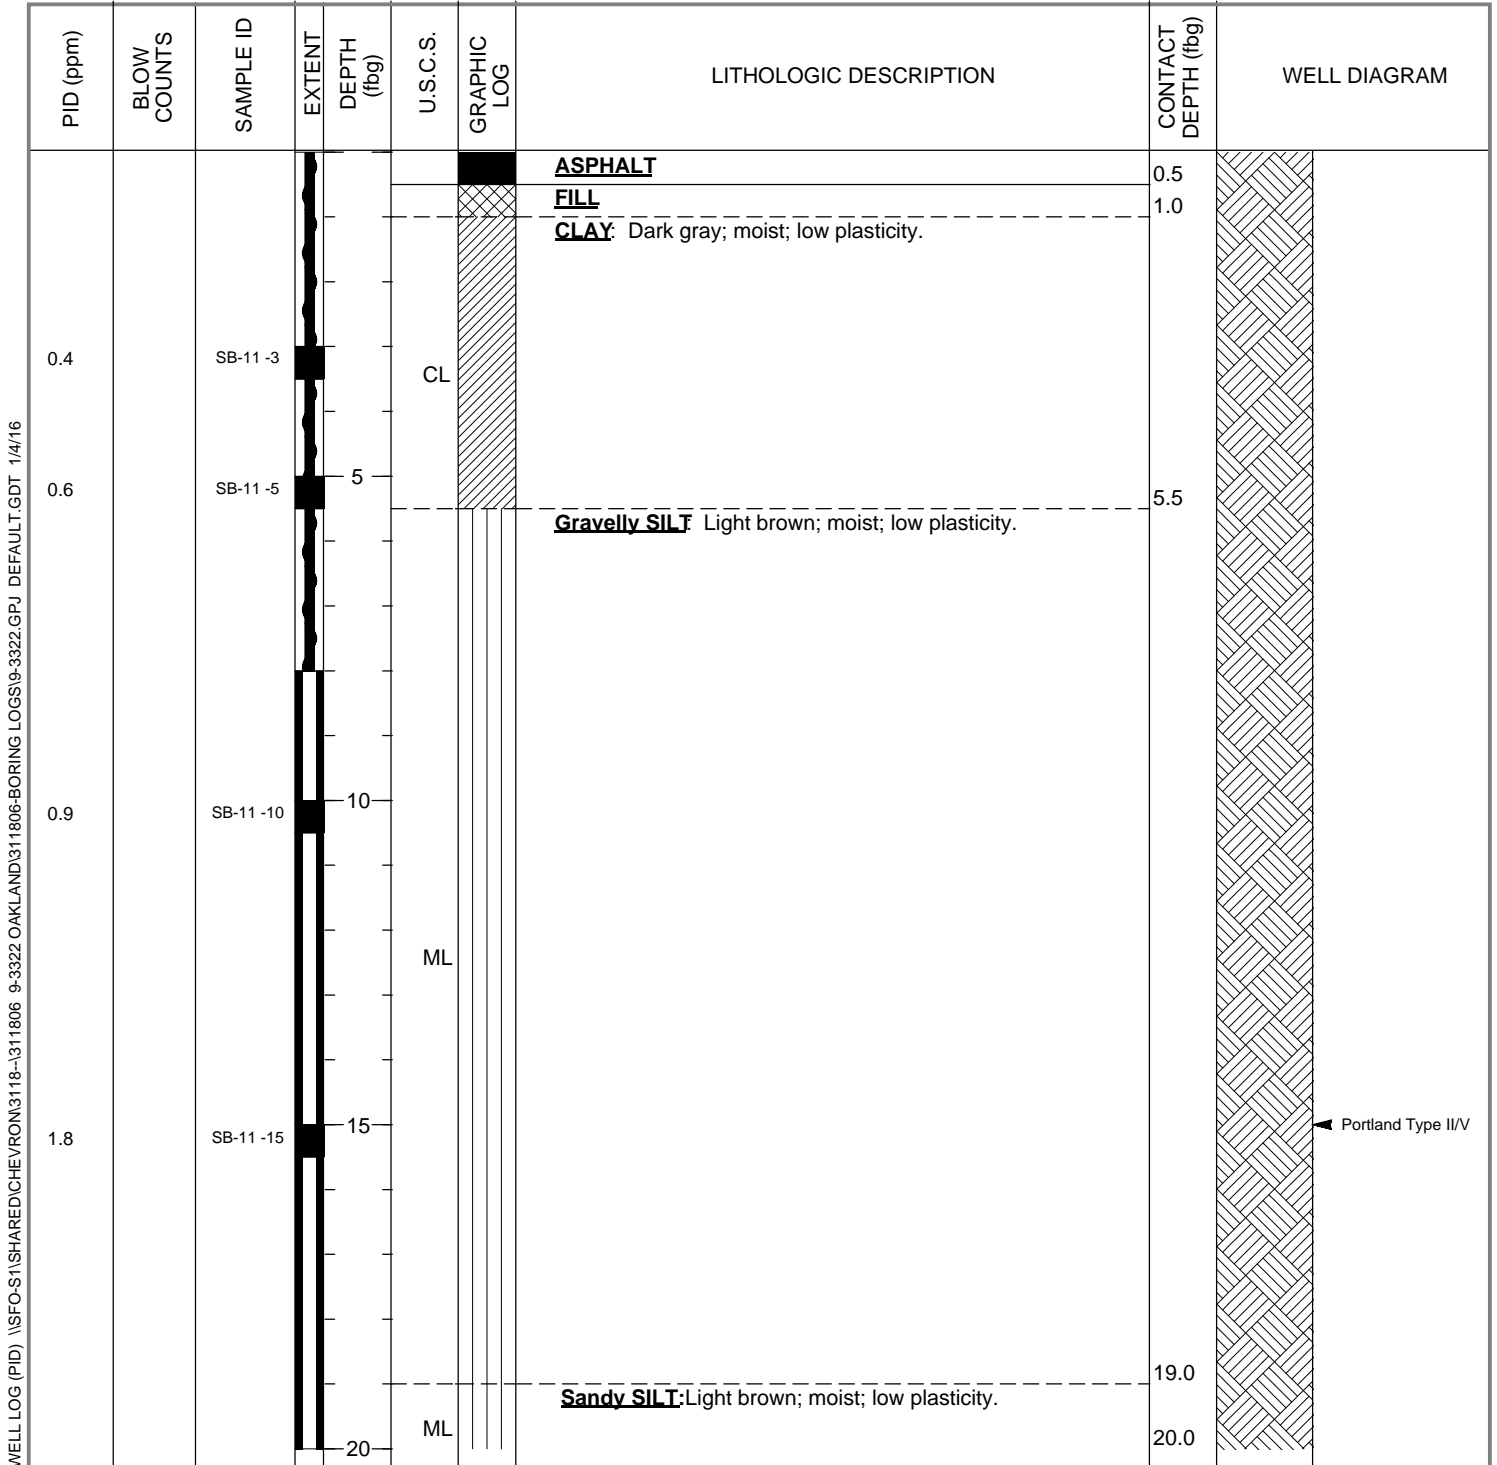 PID (ppm)
BLOW
COUNTS
SAMPLE ID
EXTENT
DEPTH
(fbg)
U.S.C.S.
GRAPHIC
LOG
LITHOLOGIC DESCRIPTION
CONTACT
DEPTH (fbg)
WELL DIAGRAM
ASPHALT
0.5
FILL
1.0
CLAY: Dark gray; moist; low plasticity.
0.4
SB-11 -3
CL
5
0.6
SB-11 -5
5.5
Gravelly SILT: Light brown; moist; low plasticity.
10
0.9
SB-11 -10
ML
15
Portland Type II/V
1.8
SB-11 -15
19.0
Sandy SILT:Light brown; moist; low plasticity.
ML
20.0
20
WELL LOG (PID) \\SFO-S1\SHARED\CHEVRON\3118--\311806 9-3322 OAKLAND\311806-BORING LOGS\9-3322.GPJ DEFAULT.GDT 1/4/16